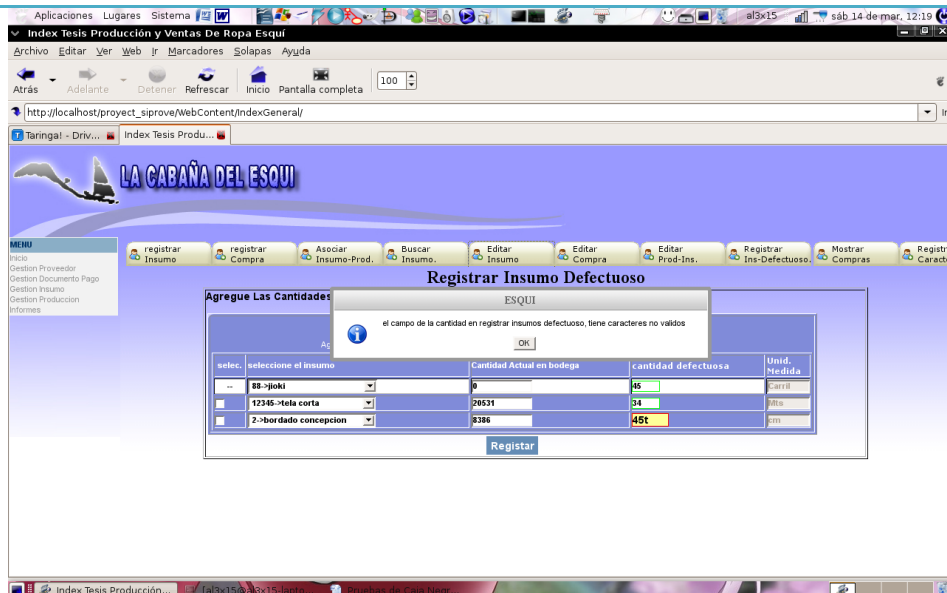 Aplicaciones Lugares Sistema al3x15 sáb 14 de mar, 12:19
Index Tesis Producción y Ventas De Ropa Esquí
Archivo Editar Ver Web Ir Marcadores Solapas Ayuda
100
Atrás Adelante Detener Refrescar Inicio Pantalla completa
http://localhost/proyect_siprove/WebContent/IndexGeneral/
Taringa! - Driv... Index Tesis Produ...
LA CABAÑA DEL ESQUI
MENU
Inicio
Gestion Proveedor
Gestion Documento Pago
Gestion Insumo
Gestion Produccion
Informes
registrar Insumo
registrar Compra
Asociar Insumo-Prod.
Buscar Insumo.
Editar Insumo
Editar Compra
Editar Prod-Ins.
Registrar Ins-Defectuoso.
Mostrar Compras
Registr Caract
Registrar Insumo Defectuoso
Agregue Las Cantidades
ESQUI
el campo de la cantidad en registrar insumos defectuoso, tiene caracteres no validos
OK
Ag
selec. seleccione el insumo Cantidad Actual en bodega cantidad defectuosa Unid. Medida
-- 88->jioki 0 45 Carril
12345->tela corta 20531 34 Mts
2->bordado concepcion 8386 45t cm
Registar
Index Tesis Producción... Pruebas de Caja Negr